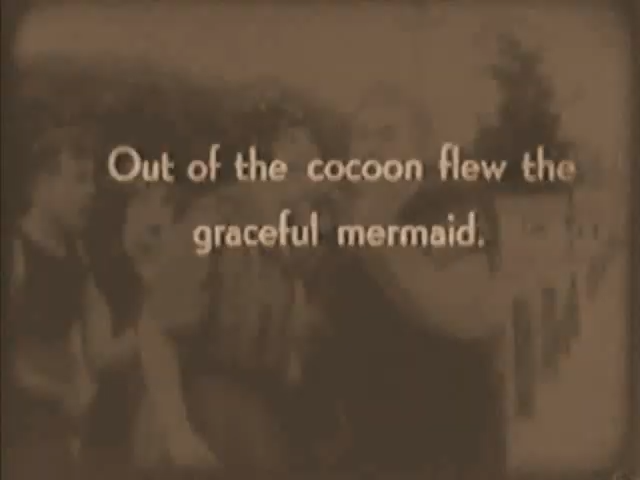 Out of the cocoon flew the
graceful mermaid.